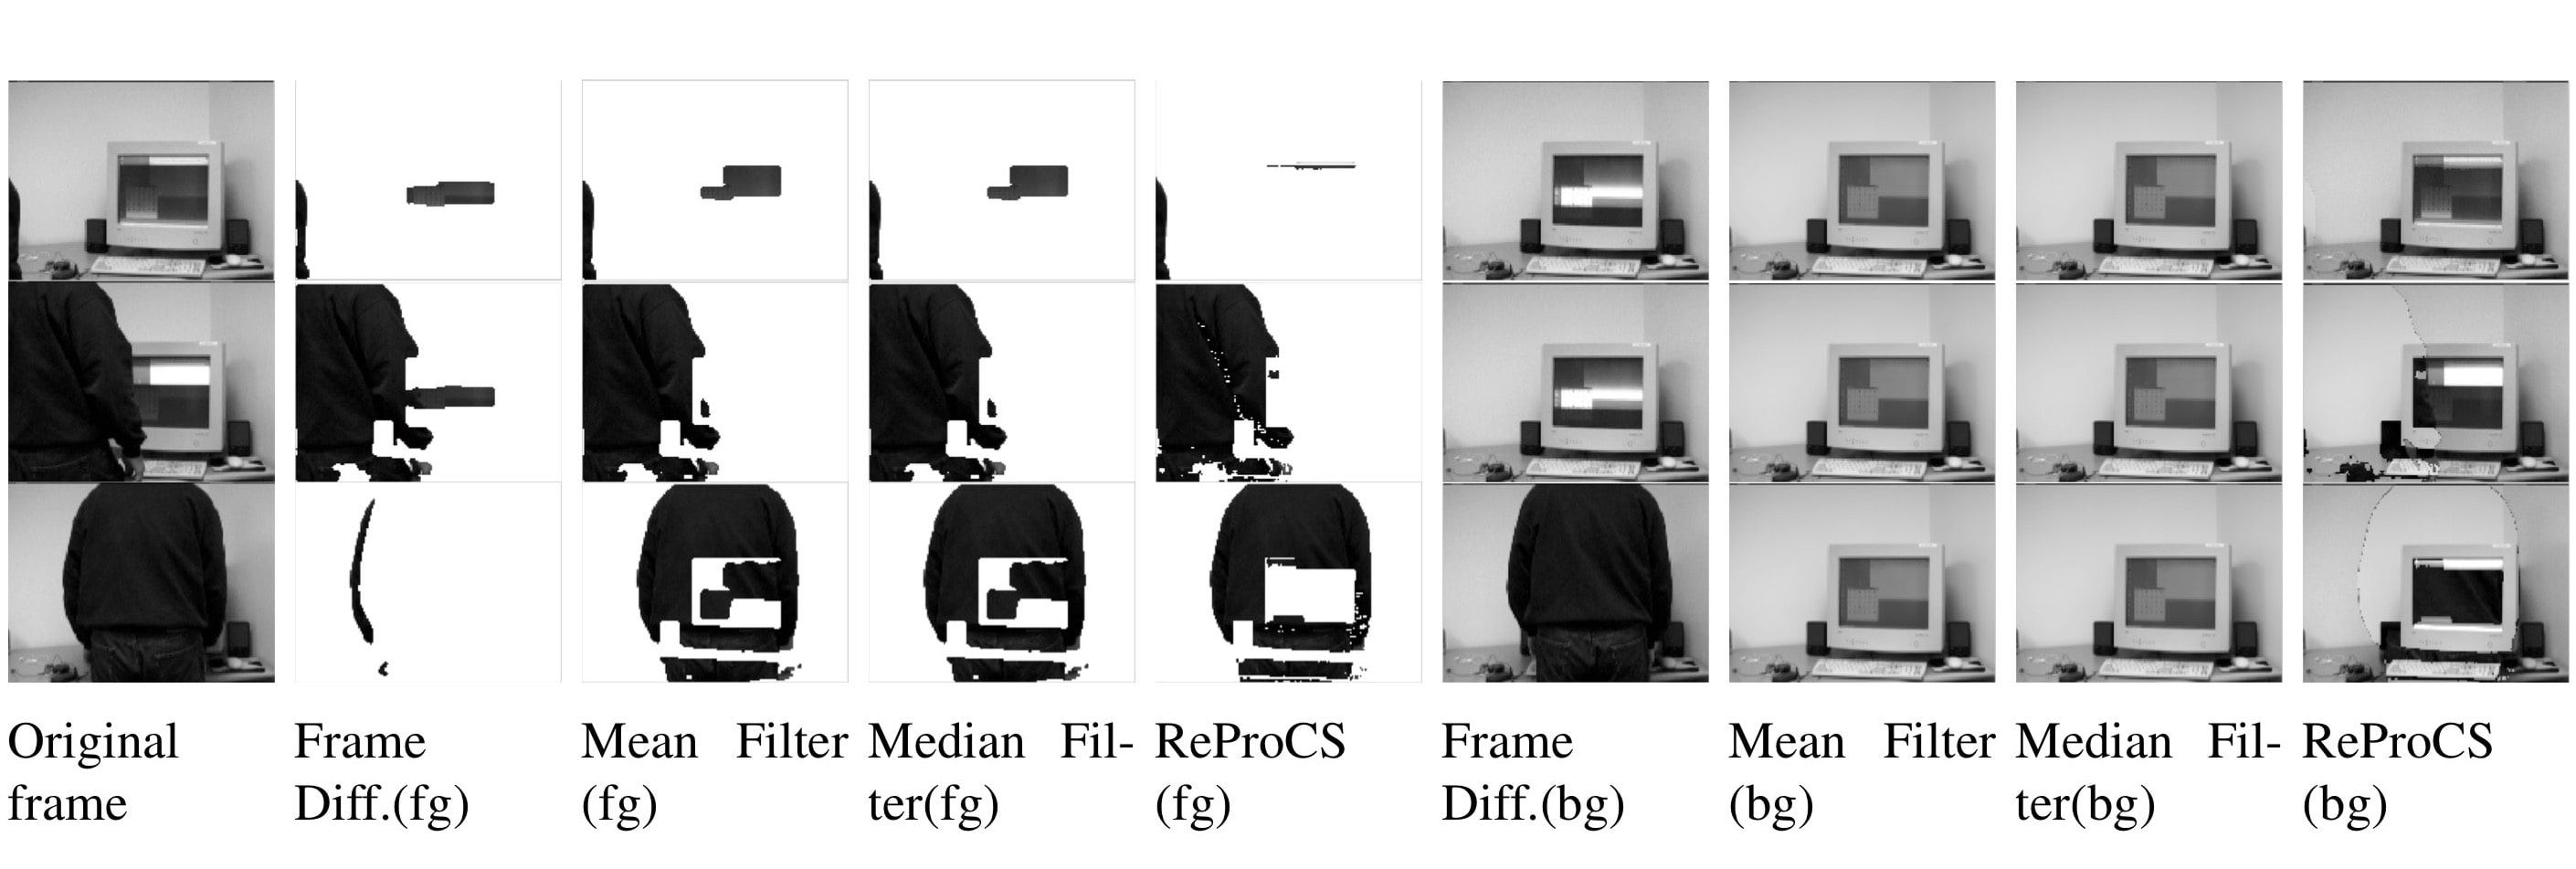 Original
frame
Frame
Diff.(fg)
Mean Filter
(fg)
Median Fil-
ter(fg)
ReProCS
(fg)
Frame
Diff.(bg)
Mean Filter
(bg)
Median Fil-
ter(bg)
ReProCS
(bg)